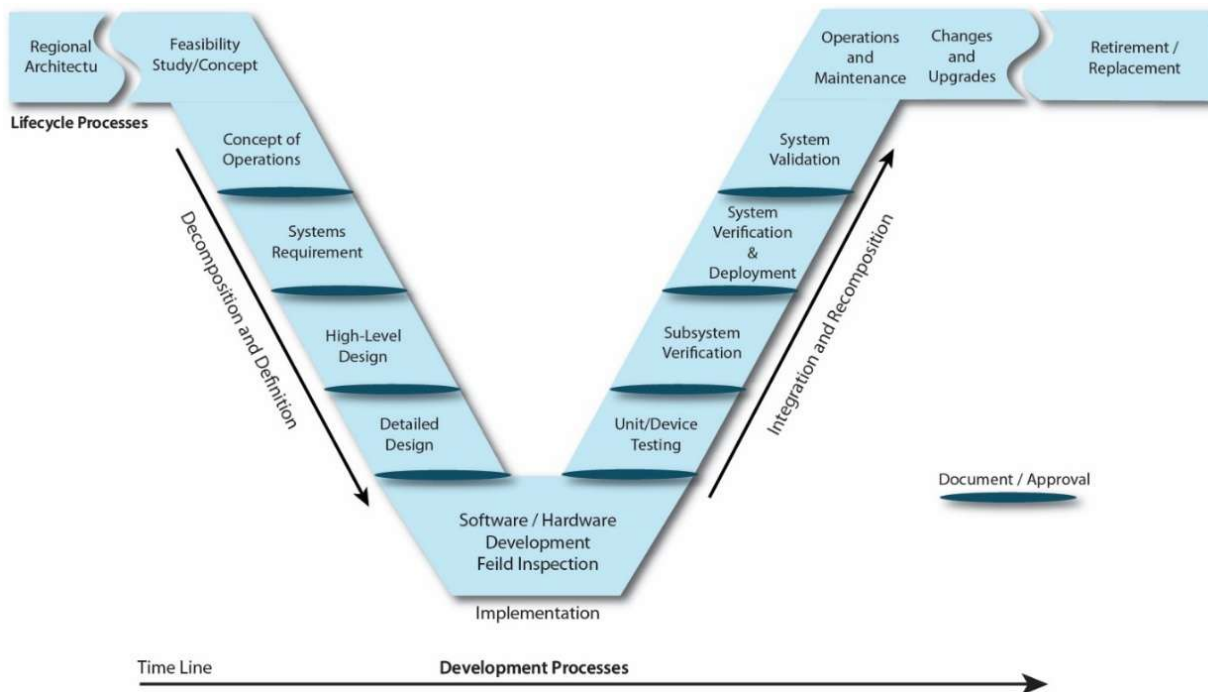 Regional
Architectu
Feasibility
Study/Concept
Operations
and
Maintenance
Changes
and
Upgrades
Retirement /
Replacement
Lifecycle Processes
Concept of
Operations
System
Validation
Decomposition and Definition
Systems
Requirement
System
Verification
&
Deployment
Integration and Recomposition
High-Level
Design
Subsystem
Verification
Detailed
Design
Unit/Device
Testing
Document / Approval
Software / Hardware
Development
Feild Inspection
Implementation
Time Line
Development Processes